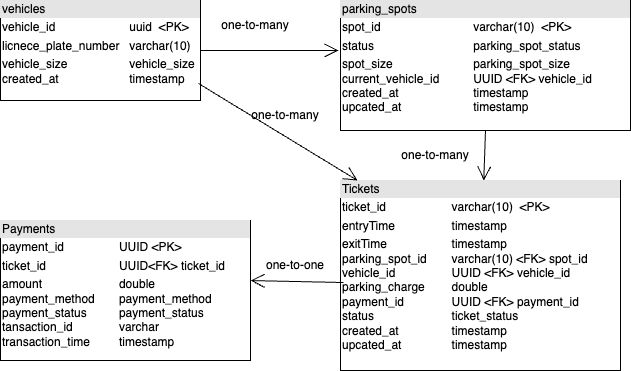 vehicles
vehicle_id uuid <PK>
licnece_plate_number varchar(10)
vehicle_size vehicle_size
created_at timestamp
one-to-many
parking_spots
spot_id varchar(10) <PK>
status parking_spot_status
spot_size parking_spot_size
current_vehicle_id UUID <FK> vehicle_id
created_at timestamp
upcated_at timestamp
one-to-many
one-to-many
Tickets
ticket_id varchar(10) <PK>
entryTime timestamp
exitTime timestamp
parking_spot_id varchar(10) <FK> spot_id
vehicle_id UUID <FK> vehicle_id
parking_charge double
payment_id UUID <FK> payment_id
status ticket_status
created_at timestamp
upcated_at timestamp
one-to-one
Payments
payment_id UUID <PK>
ticket_id UUID<FK> ticket_id
amount double
payment_method payment_method
payment_status payment_status
tansaction_id varchar
transaction_time timestamp